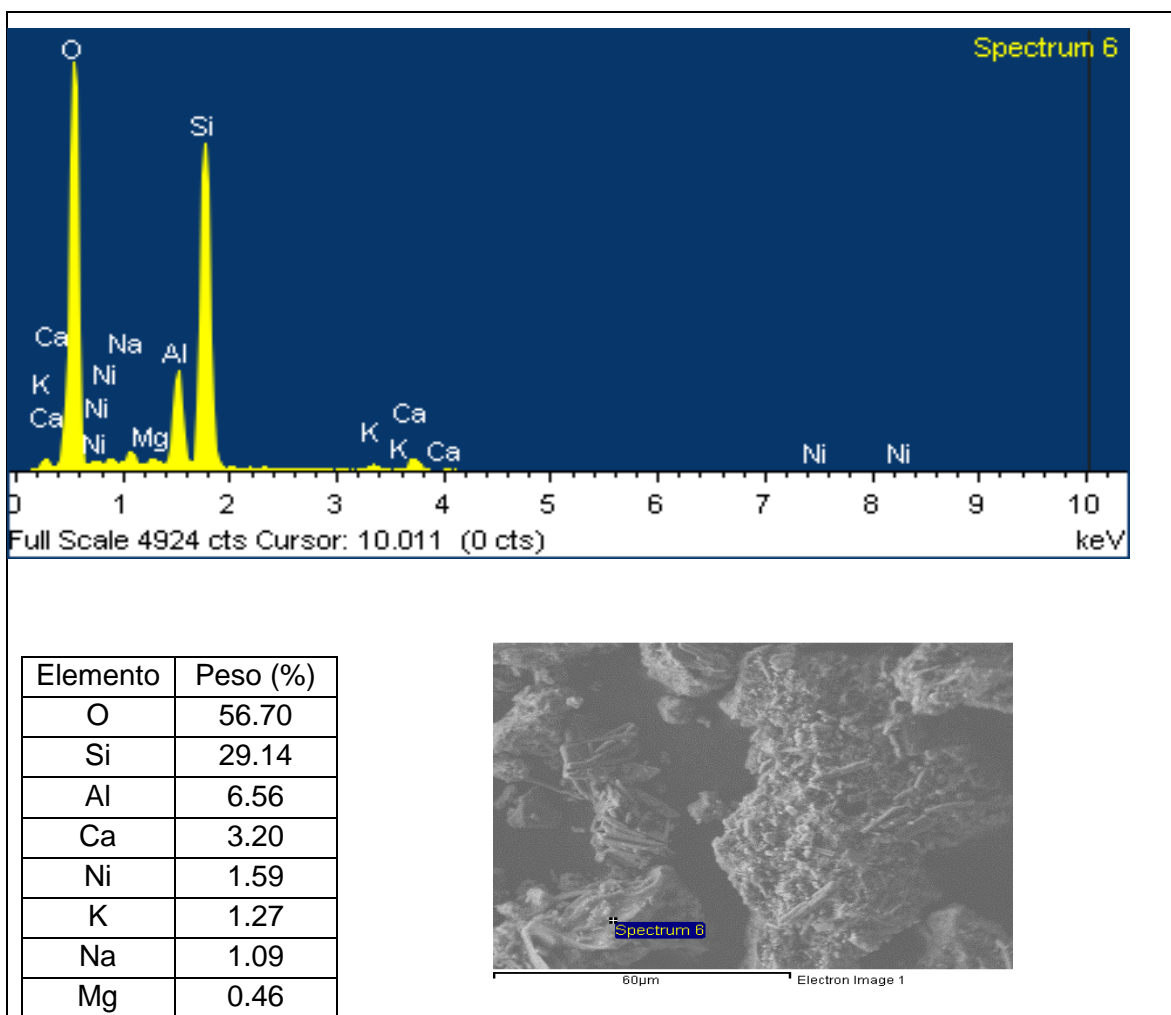 Spectrum 6
O
Si
Ca
Na
Al
K
Ni
Ca
Ni
Ni
Mg
K
Ca
K
Ca
Ni
Ni
0 1 2 3 4 5 6 7 8 9 10
Full Scale 4924 cts Cursor: 10.011 (0 cts) keV
Elemento Peso (%)
O 56.70
Si 29.14
Al 6.56
Ca 3.20
Ni 1.59
K 1.27
Na 1.09
Mg 0.46
Spectrum 6
60µm Electron Image 1